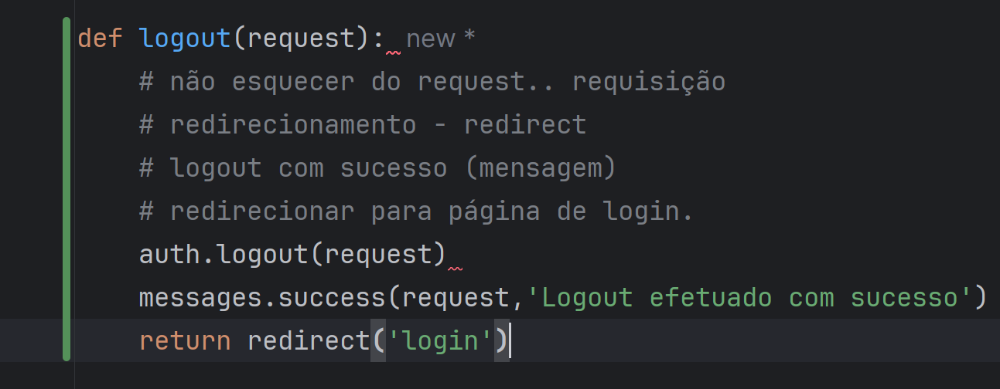 def logout(request): new *
    # não esquecer do request.. requisição
    # redirecionamento - redirect
    # logout com sucesso (mensagem)
    # redirecionar para página de login.
    auth.logout(request)
    messages.success(request,'Logout efetuado com sucesso')
    return redirect('login')